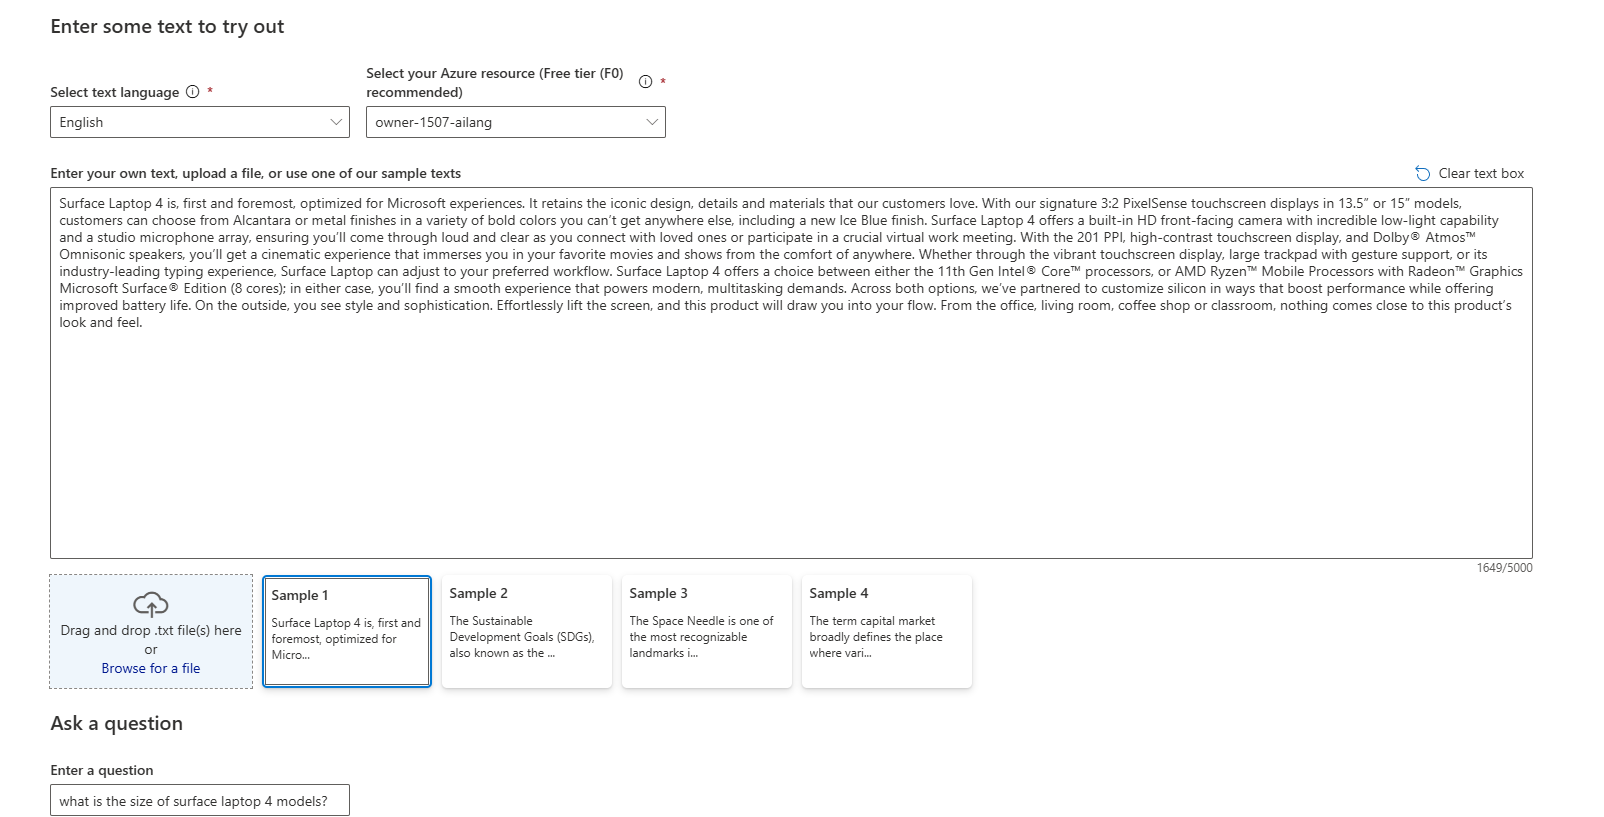 Enter some text to try out
Select text language *
Select your Azure resource (Free tier (F0)
recommended) *
English
owner-1507-ailang
Enter your own text, upload a file, or use one of our sample texts
Clear text box
Surface Laptop 4 is, first and foremost, optimized for Microsoft experiences. It retains the iconic design, details and materials that our customers love. With our signature 3:2 PixelSense touchscreen displays in 13.5” or 15” models,
customers can choose from Alcantara or metal finishes in a variety of bold colors you can’t get anywhere else, including a new Ice Blue finish. Surface Laptop 4 offers a built-in HD front-facing camera with incredible low-light capability
and a studio microphone array, ensuring you’ll come through loud and clear as you connect with loved ones or participate in a crucial virtual work meeting. With the 201 PPI, high-contrast touchscreen display, and Dolby® Atmos™
Omnisonic speakers, you’ll get a cinematic experience that immerses you in your favorite movies and shows from the comfort of anywhere. Whether through the vibrant touchscreen display, large trackpad with gesture support, or its
industry-leading typing experience, Surface Laptop can adjust to your preferred workflow. Surface Laptop 4 offers a choice between either the 11th Gen Intel® Core™ processors, or AMD Ryzen™ Mobile Processors with Radeon™ Graphics
Microsoft Surface® Edition (8 cores); in either case, you’ll find a smooth experience that powers modern, multitasking demands. Across both options, we’ve partnered to customize silicon in ways that boost performance while offering
improved battery life. On the outside, you see style and sophistication. Effortlessly lift the screen, and this product will draw you into your flow. From the office, living room, coffee shop or classroom, nothing comes close to this product’s
look and feel.
1649/5000
Drag and drop .txt file(s) here
or
Browse for a file
Sample 1
Surface Laptop 4 is, first and
foremost, optimized for
Micro...
Sample 2
The Sustainable
Development Goals (SDGs),
also known as the ...
Sample 3
The Space Needle is one of
the most recognizable
landmarks i...
Sample 4
The term capital market
broadly defines the place
where vari...
Ask a question
Enter a question
what is the size of surface laptop 4 models?